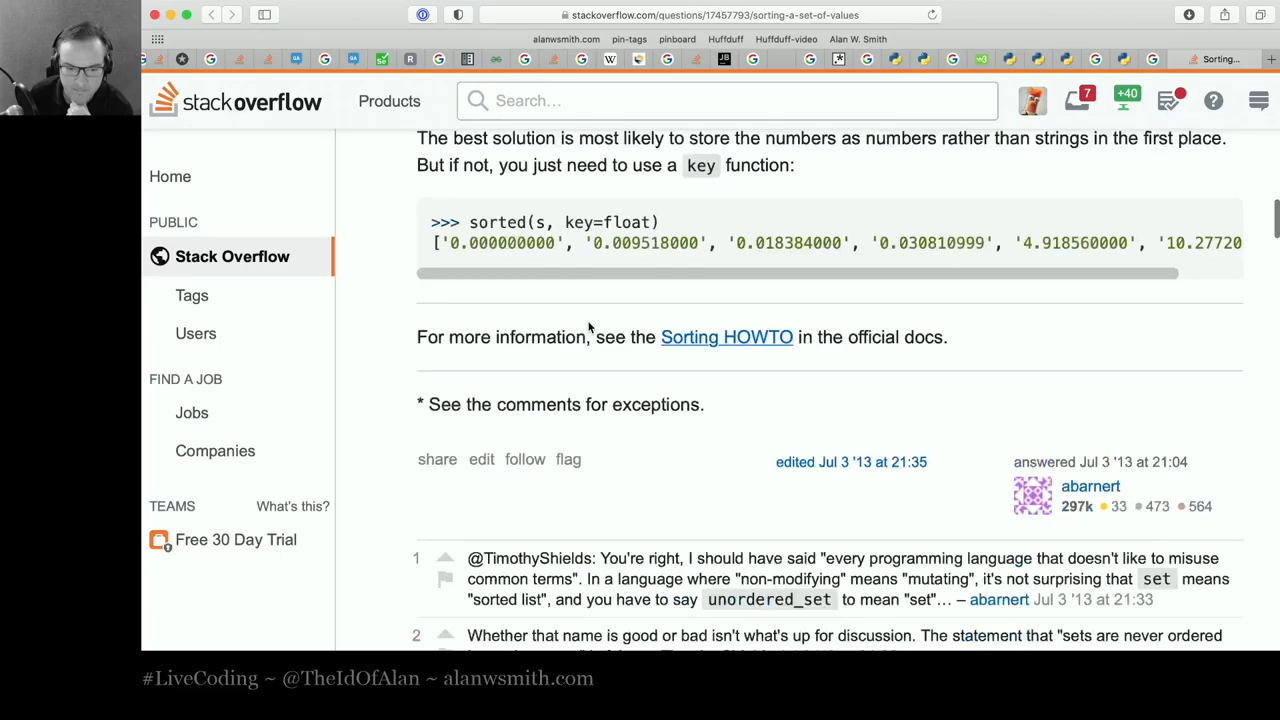 stackoverflow.com/questions/17457793/sorting-a-set-of-values
alanwsmith.com pin-tags pinboard Huffduff Huffduff-video Alan W. Smith
Sorting...
stackoverflow Products Search... 7 +40
The best solution is most likely to store the numbers as numbers rather than strings in the first place.
But if not, you just need to use a key function:
Home
PUBLIC
Stack Overflow
Tags
Users
FIND A JOB
Jobs
Companies
TEAMS What's this?
Free 30 Day Trial
>>> sorted(s, key=float)
['0.000000000', '0.009518000', '0.018384000', '0.030810999', '4.918560000', '10.27720
For more information, see the Sorting HOWTO in the official docs.
* See the comments for exceptions.
share edit follow flag
edited Jul 3 '13 at 21:35
answered Jul 3 '13 at 21:04
abarnert
297k 33 473 564
1 @TimothyShields: You're right, I should have said "every programming language that doesn't like to misuse
common terms". In a language where "non-modifying" means "mutating", it's not surprising that set means
"sorted list", and you have to say unordered_set to mean "set"… – abarnert Jul 3 '13 at 21:33
2 Whether that name is good or bad isn't what's up for discussion. The statement that "sets are never ordered
#LiveCoding ~ @TheIdOfAlan ~ alanwsmith.com